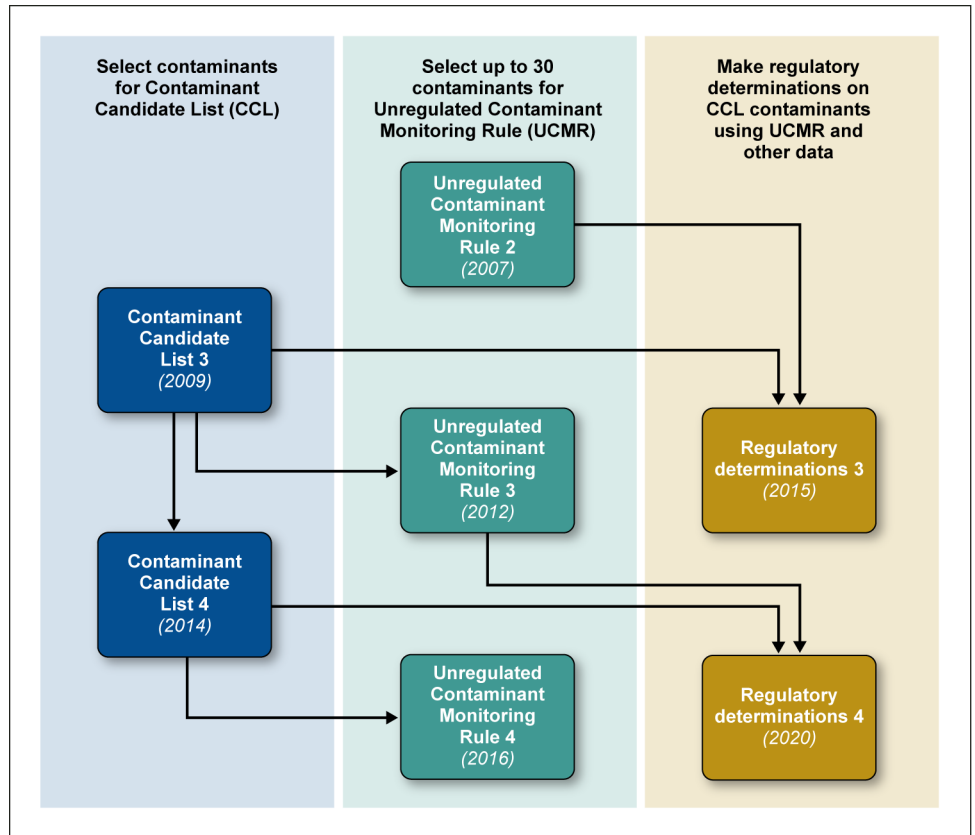 Select contaminants
for Contaminant
Candidate List (CCL)
Select up to 30
contaminants for
Unregulated Contaminant
Monitoring Rule (UCMR)
Make regulatory
determinations on
CCL contaminants
using UCMR and
other data
Unregulated
Contaminant
Monitoring
Rule 2
(2007)
Contaminant
Candidate
List 3
(2009)
Unregulated
Contaminant
Monitoring
Rule 3
(2012)
Regulatory
determinations 3
(2015)
Contaminant
Candidate
List 4
(2014)
Unregulated
Contaminant
Monitoring
Rule 4
(2016)
Regulatory
determinations 4
(2020)